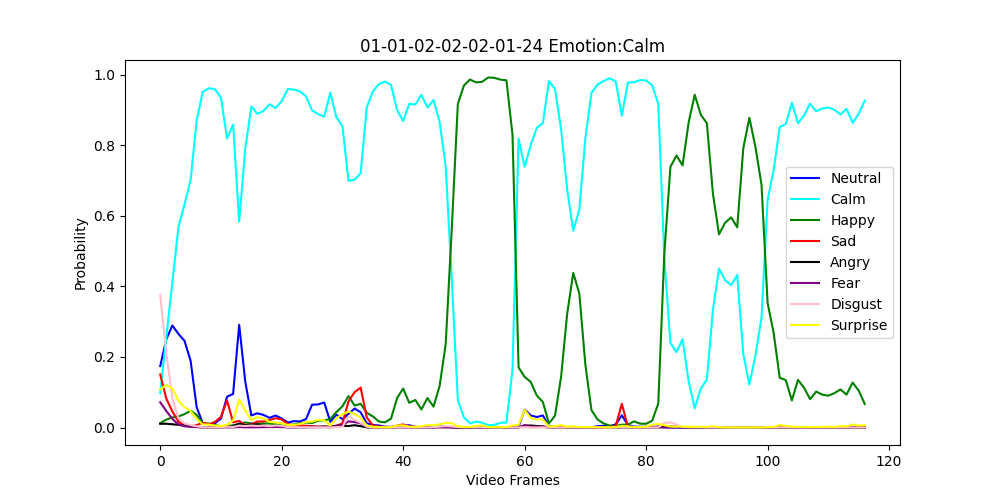 01-01-02-02-02-01-24 Emotion:Calm
1.0
0.8
0.6
0.4
0.2
0.0
Probability
0
20
40
60
80
100
120
Video Frames
Neutral
Calm
Happy
Sad
Angry
Fear
Disgust
Surprise